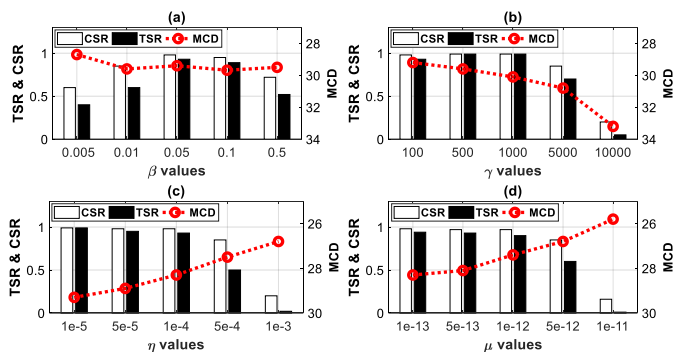 (a)
CSR TSR MCD
TSR & CSR
1
0.5
0
28
30
32
34
MCD
0.005 0.01 0.05 0.1 0.5
β values
(b)
CSR TSR MCD
TSR & CSR
1
0.5
0
28
30
32
34
MCD
100 500 1000 5000 10000
γ values
(c)
CSR TSR MCD
TSR & CSR
1
0.5
0
26
28
30
MCD
1e-5 5e-5 1e-4 5e-4 1e-3
η values
(d)
CSR TSR MCD
TSR & CSR
1
0.5
0
26
28
30
MCD
1e-13 5e-13 1e-12 5e-12 1e-11
μ values